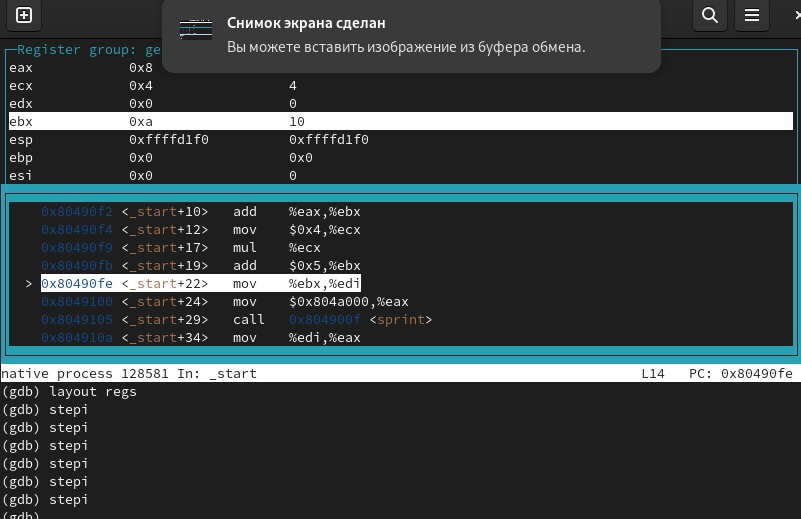 Снимок экрана сделан
Вы можете вставить изображение из буфера обмена.
Register group: ge
eax 0x8
ecx 0x4 4
edx 0x0 0
ebx 0xa 10
esp 0xffffd1f0 0xffffd1f0
ebp 0x0 0x0
esi 0x0 0
0x80490f2 <_start+10> add %eax,%ebx
0x80490f4 <_start+12> mov $0x4,%ecx
0x80490f9 <_start+17> mul %ecx
0x80490fb <_start+19> add $0x5,%ebx
> 0x80490fe <_start+22> mov %ebx,%edi
0x8049100 <_start+24> mov $0x804a000,%eax
0x8049105 <_start+29> call 0x804900f <sprint>
0x804910a <_start+34> mov %edi,%eax
native process 128581 In: _start L14 PC: 0x80490fe
(gdb) layout regs
(gdb) stepi
(gdb) stepi
(gdb) stepi
(gdb) stepi
(gdb) stepi
(gdb) stepi
(gdb)